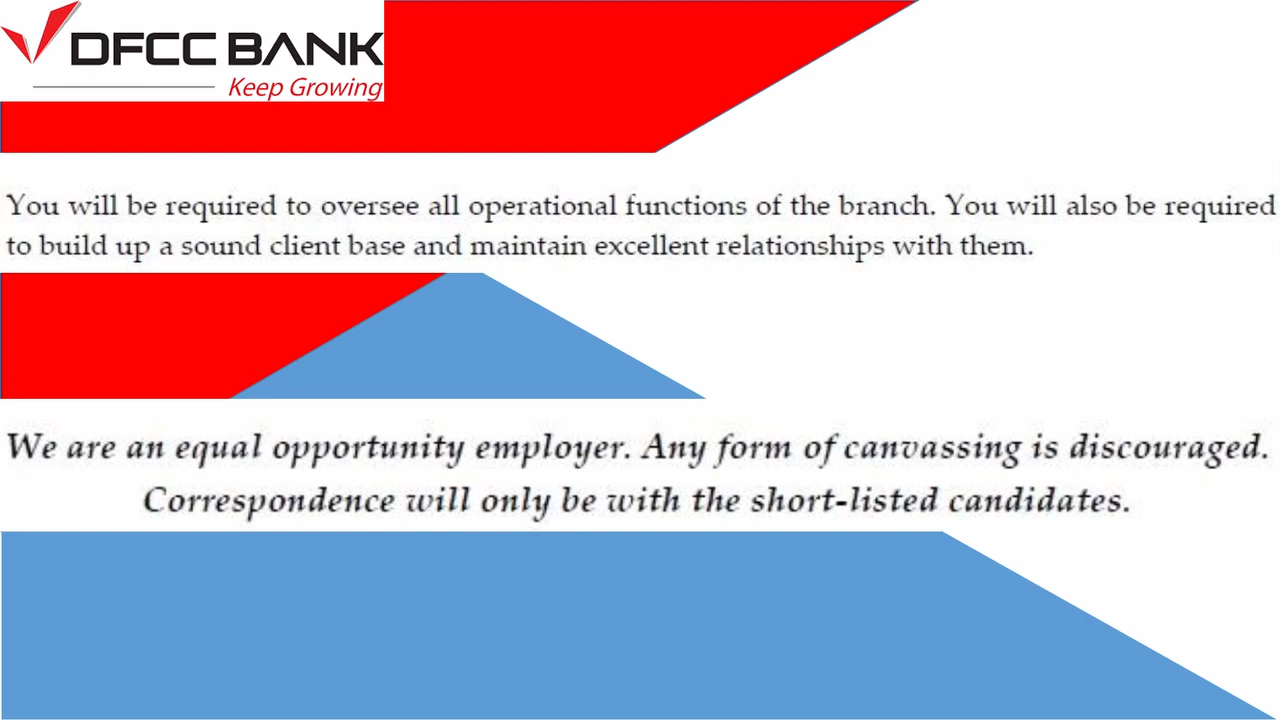 DFCC BANK
Keep Growing
You will be required to oversee all operational functions of the branch. You will also be required
to build up a sound client base and maintain excellent relationships with them.
We are an equal opportunity employer. Any form of canvassing is discouraged.
Correspondence will only be with the short-listed candidates.